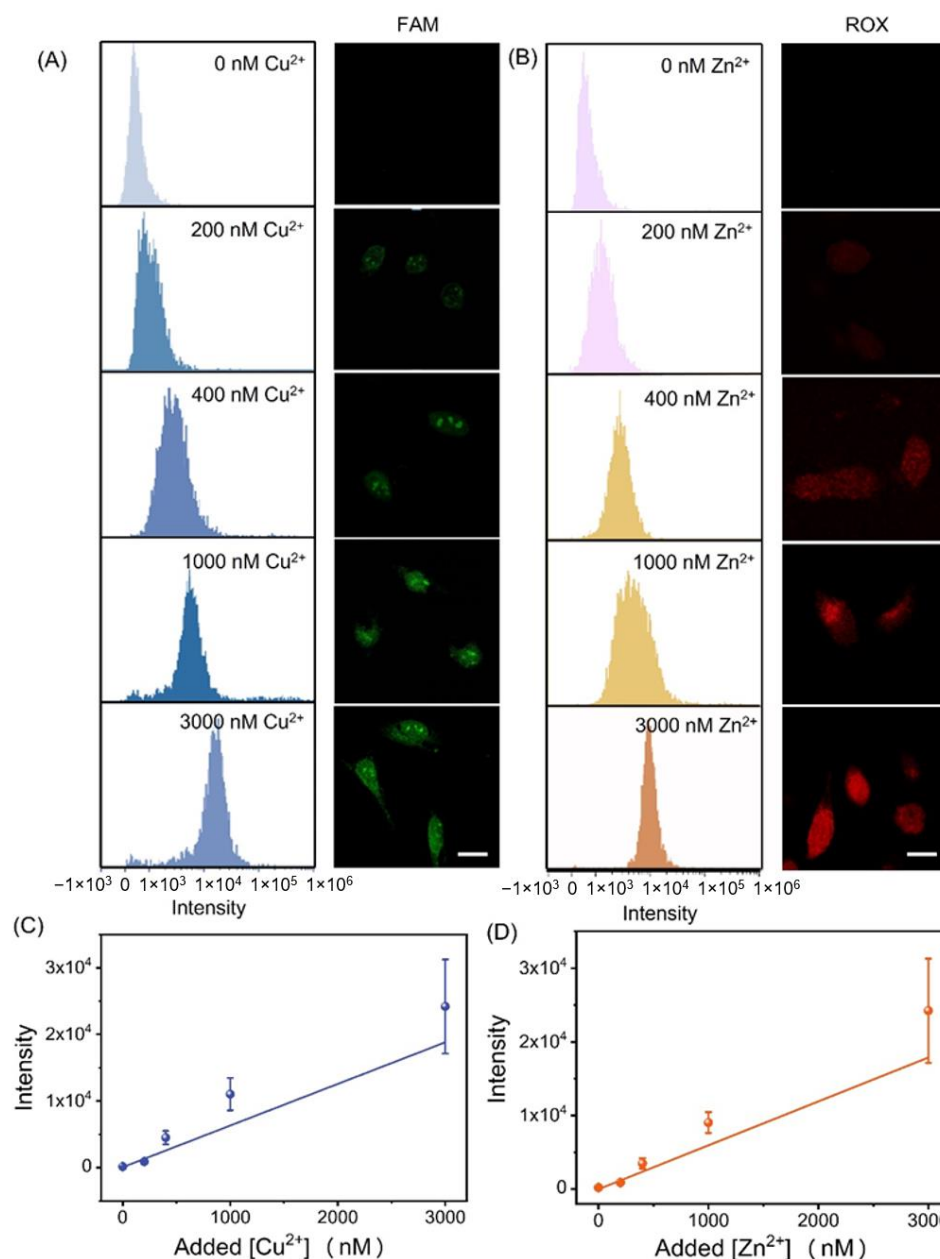 FAM
ROX
(A)
0 nM Cu²⁺
200 nM Cu²⁺
400 nM Cu²⁺
1000 nM Cu²⁺
3000 nM Cu²⁺
−1×10³ 0 1×10³ 1×10⁴ 1×10⁵ 1×10⁶
Intensity
(B)
0 nM Zn²⁺
200 nM Zn²⁺
400 nM Zn²⁺
1000 nM Zn²⁺
3000 nM Zn²⁺
−1×10³ 0 1×10³ 1×10⁴ 1×10⁵ 1×10⁶
Intensity
(C)
Intensity
3x10⁴
2x10⁴
1x10⁴
0
0 1000 2000 3000
Added [Cu²⁺] (nM)
(D)
Intensity
3x10⁴
2x10⁴
1x10⁴
0
0 1000 2000 3000
Added [Zn²⁺] (nM)